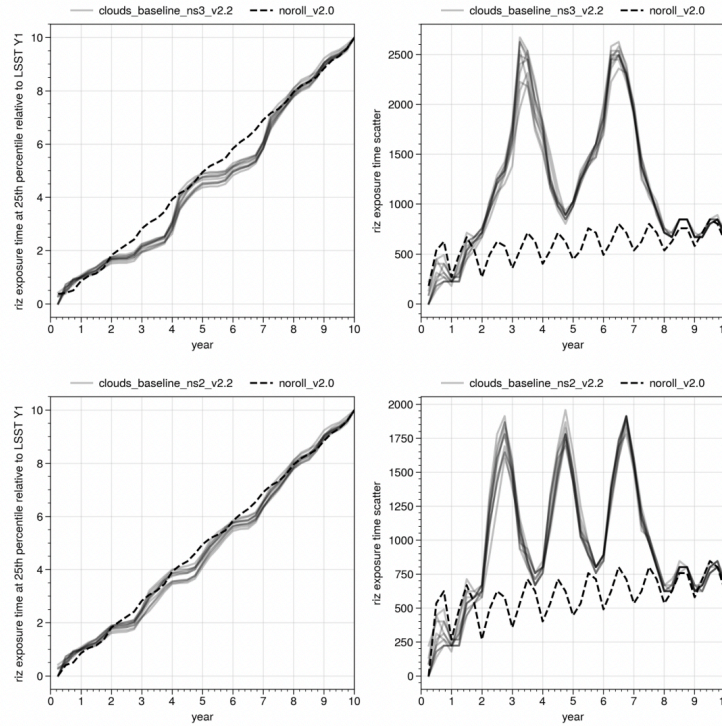 clouds_baseline_ns3_v2.2 noroll_v2.0
riz exposure time at 25th percentile relative to LSST Y1
10
8
6
4
2
0
0 1 2 3 4 5 6 7 8 9 10
year
clouds_baseline_ns3_v2.2 noroll_v2.0
riz exposure time scatter
2500
2000
1500
1000
500
0
0 1 2 3 4 5 6 7 8 9 10
year
clouds_baseline_ns2_v2.2 noroll_v2.0
riz exposure time at 25th percentile relative to LSST Y1
10
8
6
4
2
0
0 1 2 3 4 5 6 7 8 9 10
year
clouds_baseline_ns2_v2.2 noroll_v2.0
riz exposure time scatter
2000
1750
1500
1250
1000
750
500
250
0
0 1 2 3 4 5 6 7 8 9 10
year